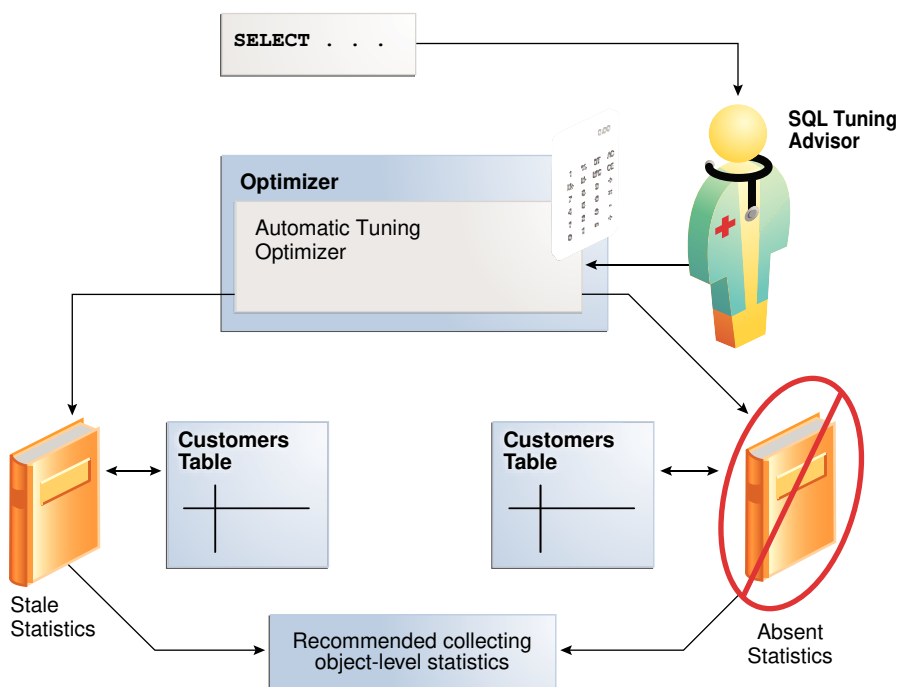 SELECT . . .
SQL Tuning
Advisor
Optimizer
Automatic Tuning
Optimizer
Customers
Table
Customers
Table
Stale
Statistics
Recommended collecting
object-level statistics
Absent
Statistics